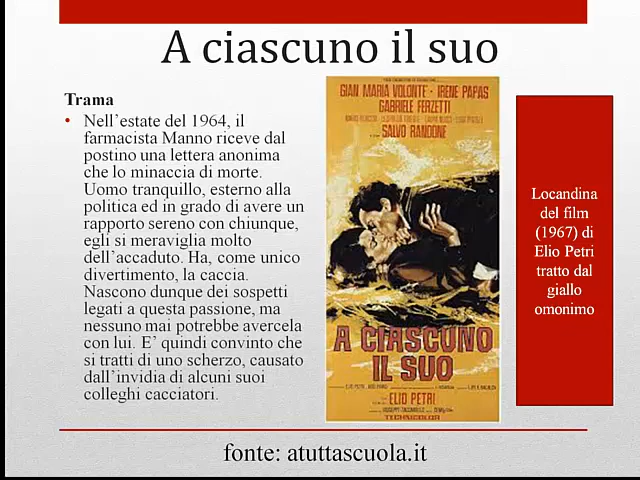 A ciascuno il suo
Trama
• Nell’estate del 1964, il
farmacista Manno riceve dal
postino una lettera anonima
che lo minaccia di morte.
Uomo tranquillo, esterno alla
politica ed in grado di avere un
rapporto sereno con chiunque,
egli si meraviglia molto
dell’accaduto. Ha, come unico
divertimento, la caccia.
Nascono dunque dei sospetti
legati a questa passione, ma
nessuno mai potrebbe avercela
con lui. E’ quindi convinto che
si tratti di uno scherzo, causato
dall’invidia di alcuni suoi
colleghi cacciatori.
GIAN MARIA VOLONTE • IRENE PAPAS
GABRIELE FERZETTI
SALVO RANDONE
A CIASCUNO
IL SUO
ELIO PETRI
TECHNICOLOR
Locandina
del film
(1967) di
Elio Petri
tratto dal
giallo
omonimo
fonte: atuttascuola.it